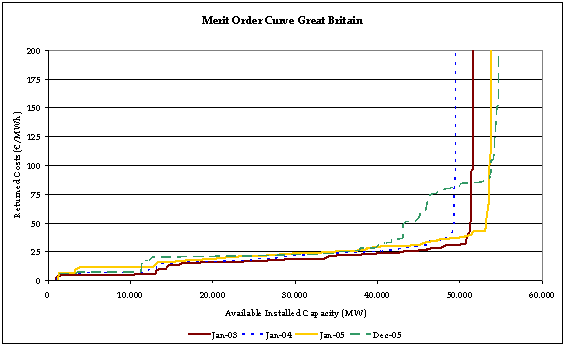 Merit Order Curve Great Britain
Returned Costs (€/MWh)
200
175
150
125
100
75
50
25
0
0 10.000 20.000 30.000 40.000 50.000 60.000
Available Installed Capacity (MW)
Jan-03 Jan-04 Jan-05 Dec-05